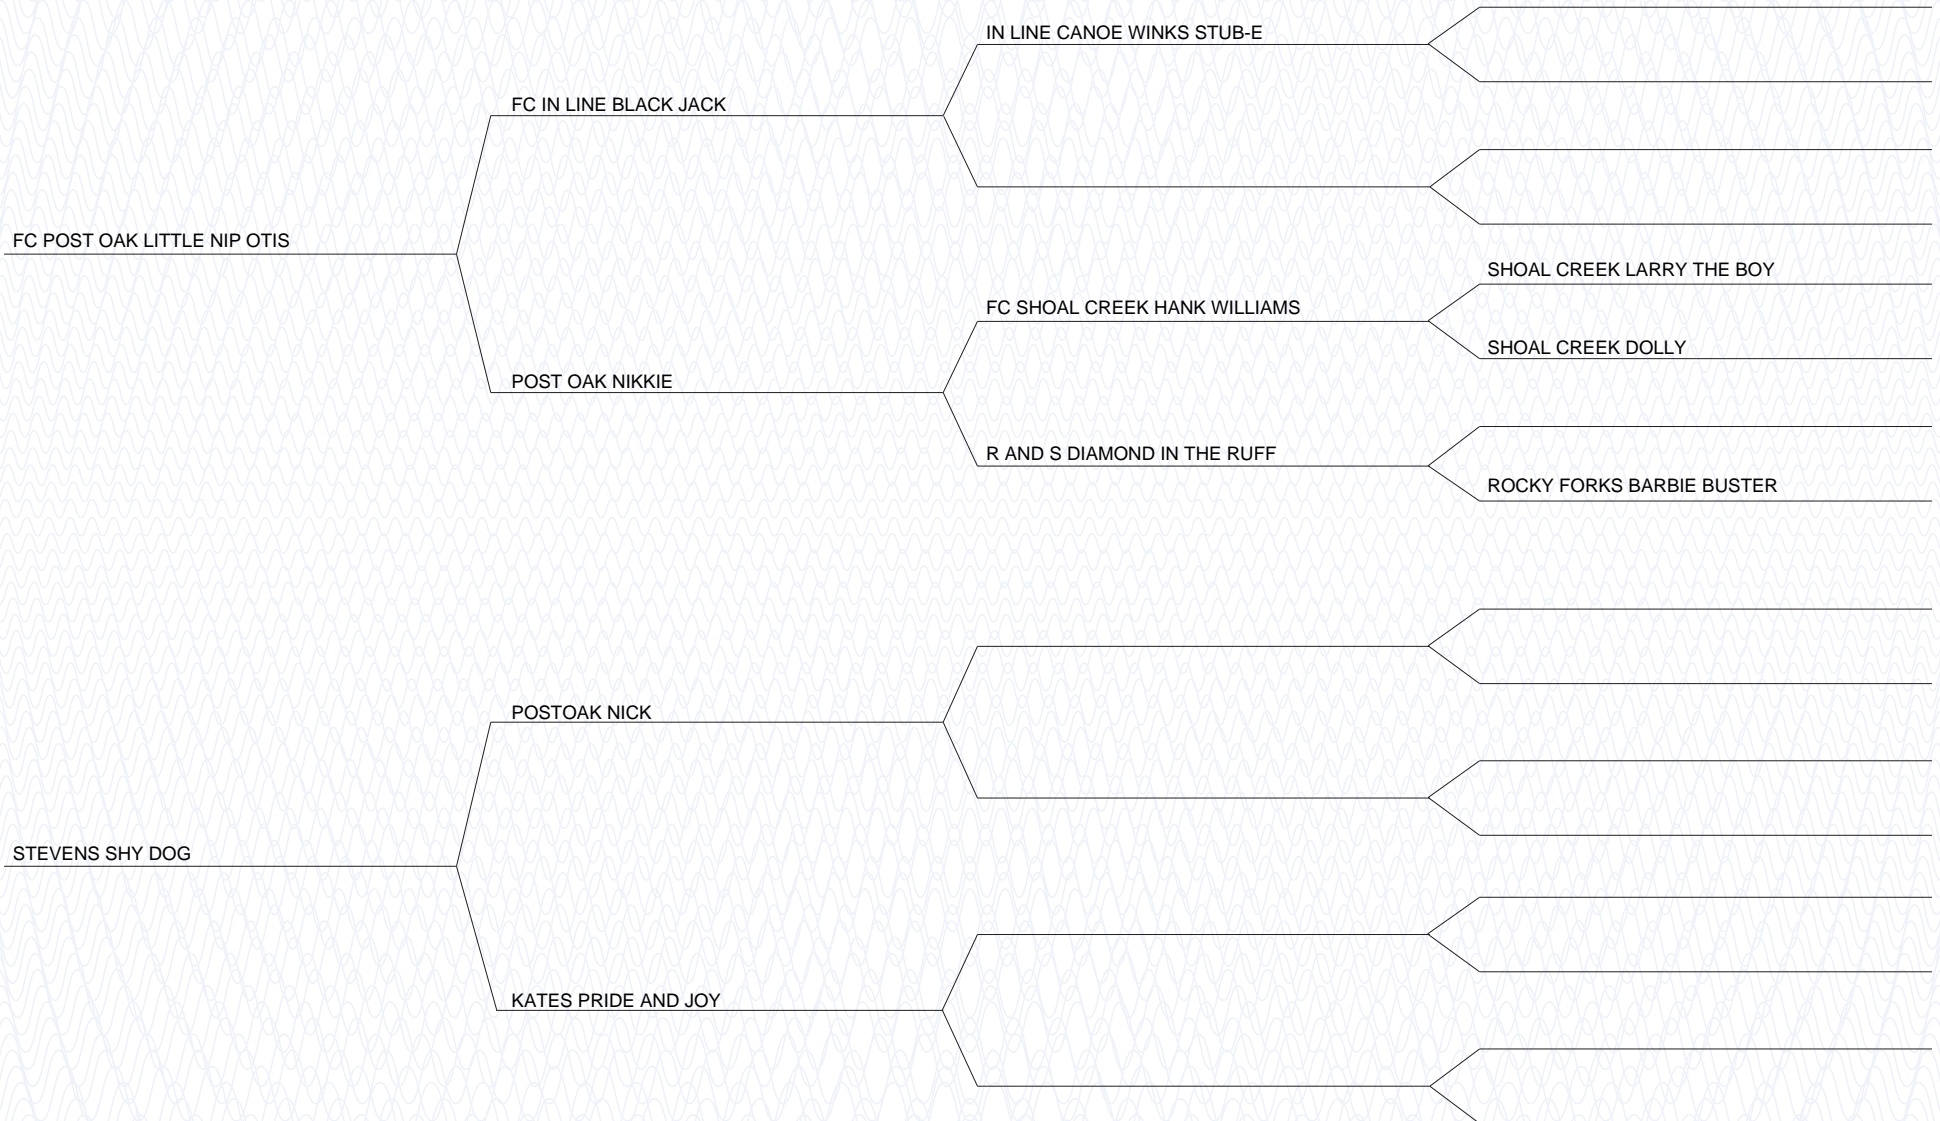 IN LINE CANOE WINKS STUB-E
FC IN LINE BLACK JACK
FC POST OAK LITTLE NIP OTIS
SHOAL CREEK LARRY THE BOY
FC SHOAL CREEK HANK WILLIAMS
SHOAL CREEK DOLLY
POST OAK NIKKIE
R AND S DIAMOND IN THE RUFF
ROCKY FORKS BARBIE BUSTER
POSTOAK NICK
STEVENS SHY DOG
KATES PRIDE AND JOY